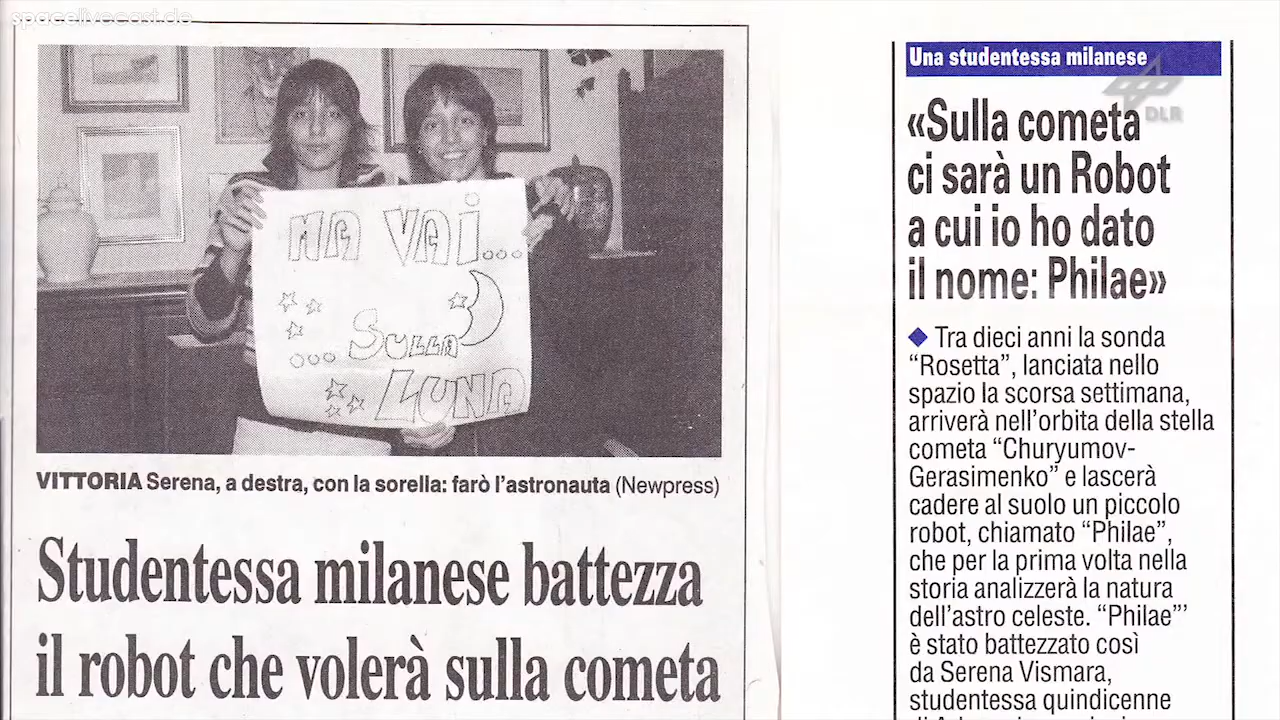 spacelivecast.de
MA VAI...
... SULLA
LUNA
VITTORIA Serena, a destra, con la sorella: farò l'astronauta (Newpress)
Studentessa milanese battezza
il robot che volerà sulla cometa
Una studentessa milanese
DLR
«Sulla cometa
ci sarà un Robot
a cui io ho dato
il nome: Philae»
◆ Tra dieci anni la sonda
“Rosetta”, lanciata nello
spazio la scorsa settimana,
arriverà nell'orbita della stella
cometa “Churyumov-
Gerasimenko” e lascerà
cadere al suolo un piccolo
robot, chiamato “Philae”,
che per la prima volta nella
storia analizzerà la natura
dell'astro celeste. “Philae”’
è stato battezzato così
da Serena Vismara,
studentessa quindicenne